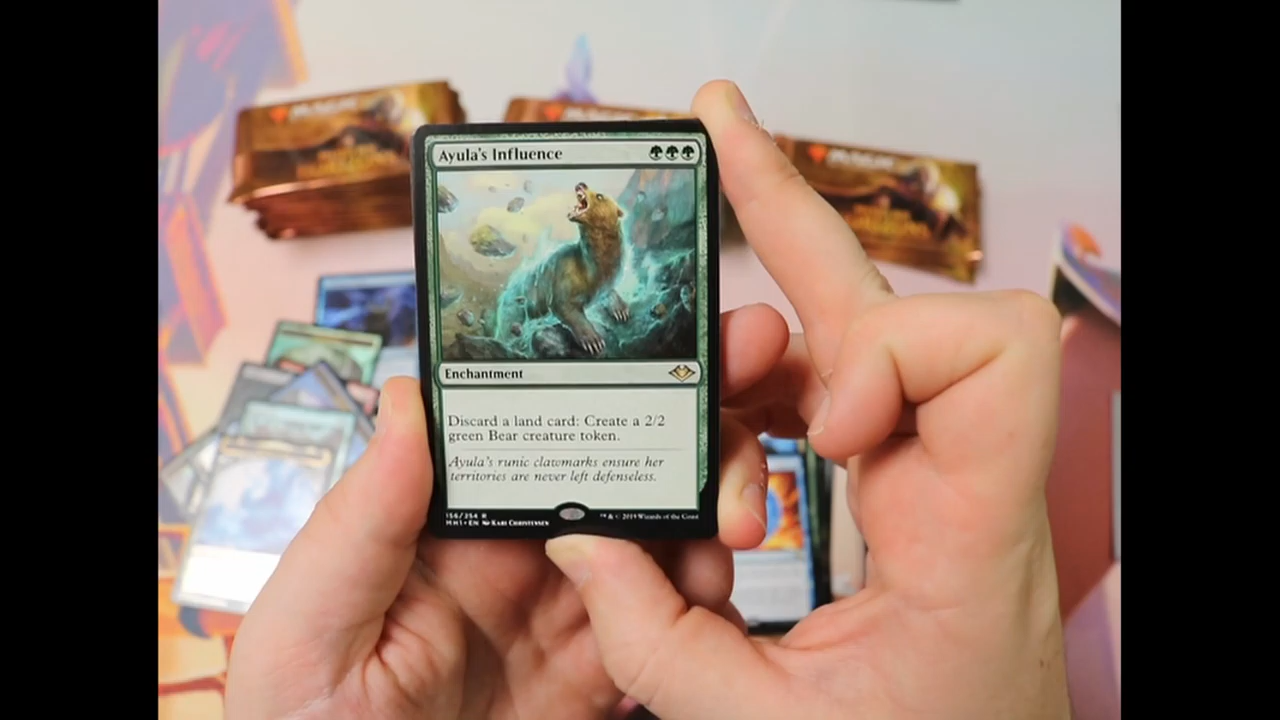 Ayula's Influence
Enchantment
Discard a land card: Create a 2/2
green Bear creature token.
Ayula's runic clawmarks ensure her
territories are never left defenseless.
156/254 R
MH1 • EN Kari Christensen
™ & © 2019 Wizards of the Coast